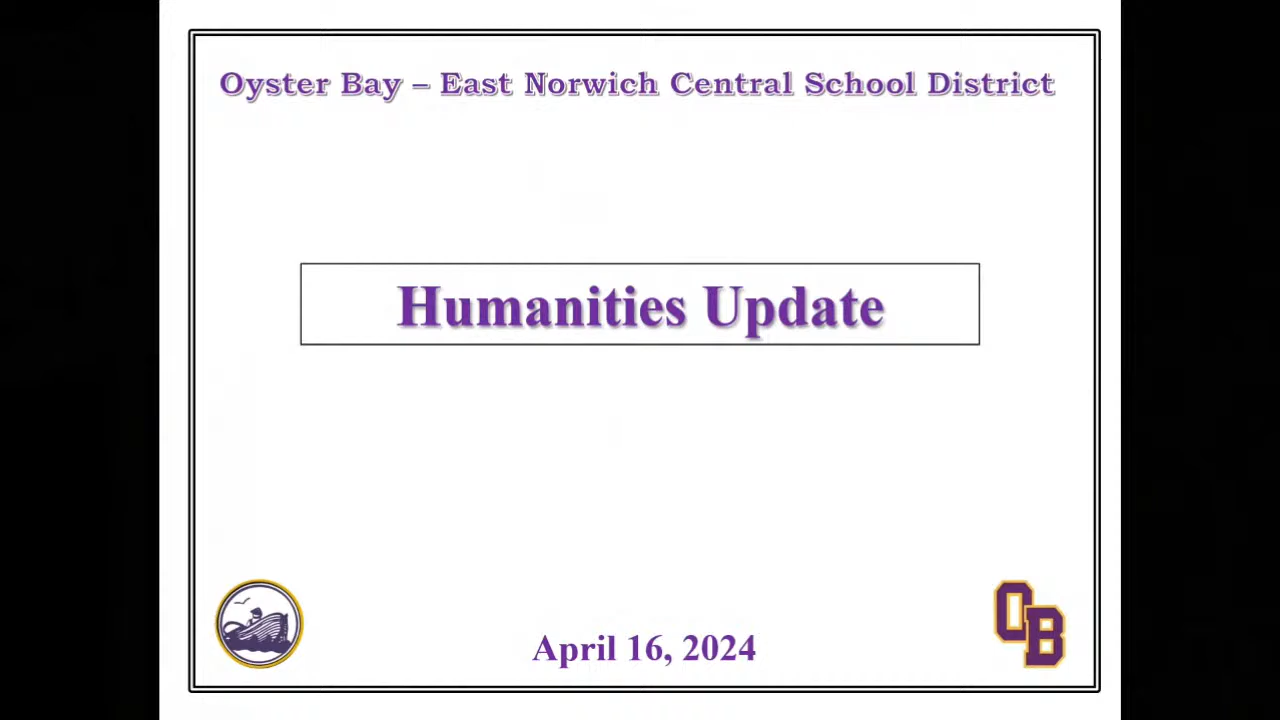 Oyster Bay – East Norwich Central School District
Humanities Update
April 16, 2024
OB